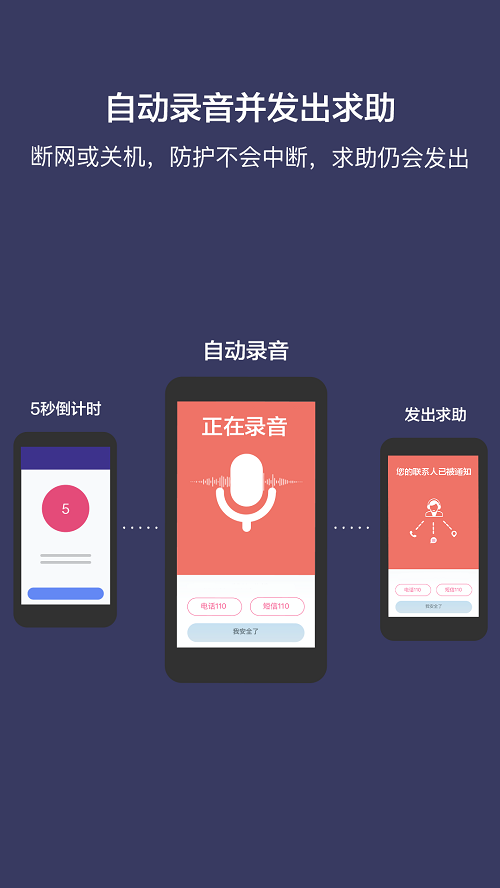 自动录音并发出求助
断网或关机，防护不会中断，求助仍会发出
自动录音
5秒倒计时
发出求助
正在录音
5
您的联系人已被通知
电话110
短信110
我安全了
电话110
短信110
我安全了